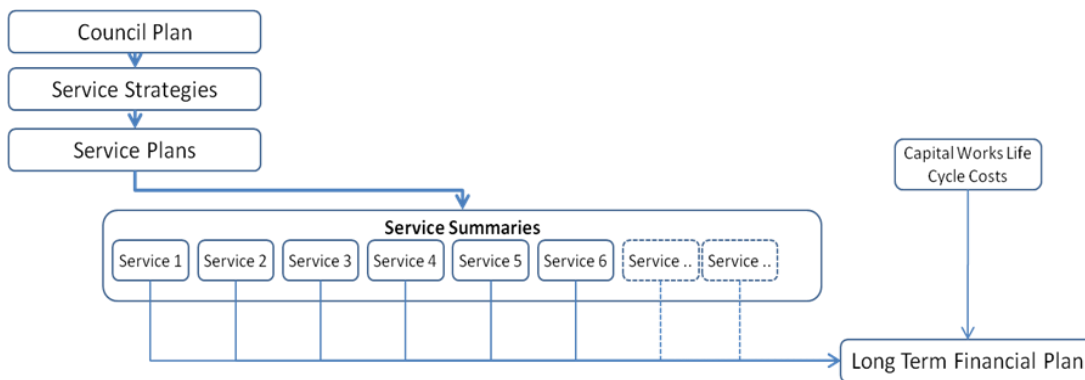 Council Plan
Service Strategies
Service Plans
Capital Works Life
Cycle Costs
Service Summaries
Service 1
Service 2
Service 3
Service 4
Service 5
Service 6
Service ..
Service ..
Long Term Financial Plan